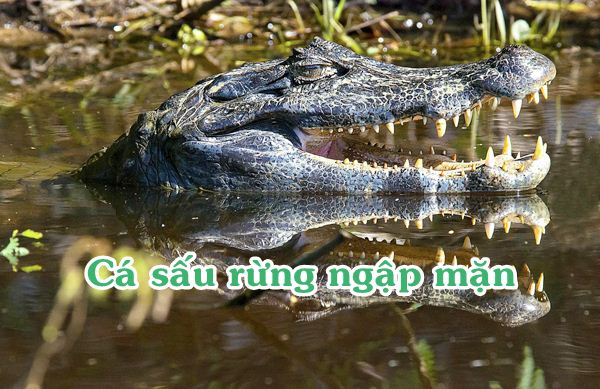 Cá sấu rừng ngập mặn